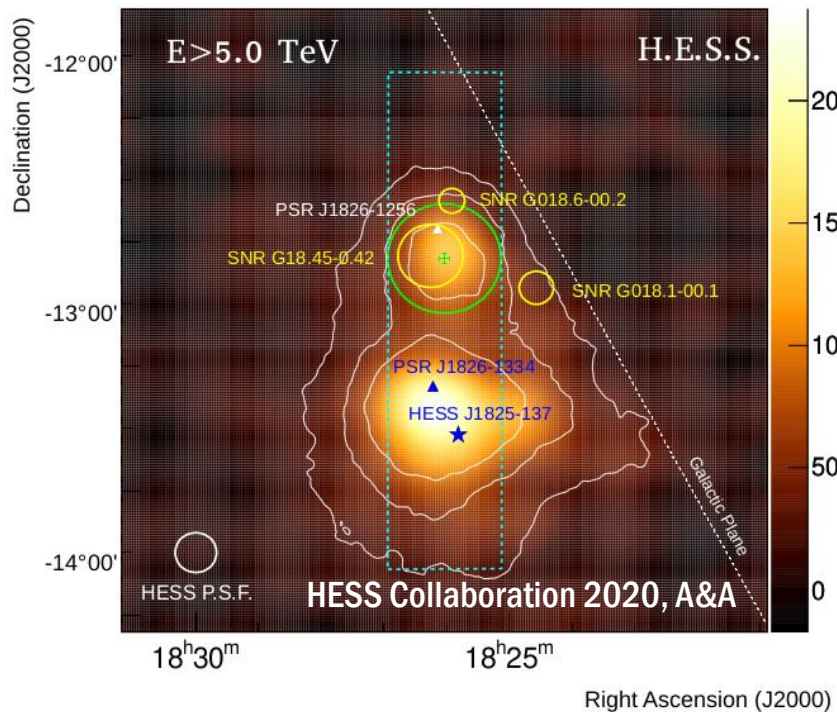 E>5.0 TeV
H.E.S.S.
Declination (J2000)
-12°00'
-13°00'
-14°00'
PSR J1826-1256
SNR G018.6-00.2
SNR G18.45-0.42
SNR G018.1-00.1
PSR J1826-1334
HESS J1825-137
Galactic Plane
HESS P.S.F.
HESS Collaboration 2020, A&A
20
15
10
50
0
18h30m
18h25m
Right Ascension (J2000)